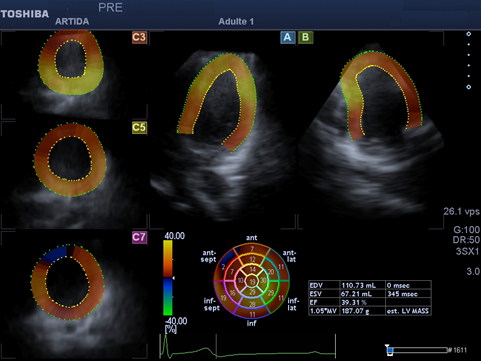 TOSHIBA PRE
ARTIDA Adulte 1
C3 A B
C5
C7
26.1 vps
G:100
DR:50
3SX1
3.0
40.00
-40.00
[%]
ant
ant-sept ant-lat
inf-sept inf-lat
inf
EDV 110.73 mL 0 msec
ESV 67.21 mL 345 msec
EF 39.31 %
1.05*MV 187.07 g est. LV MASS
#1611